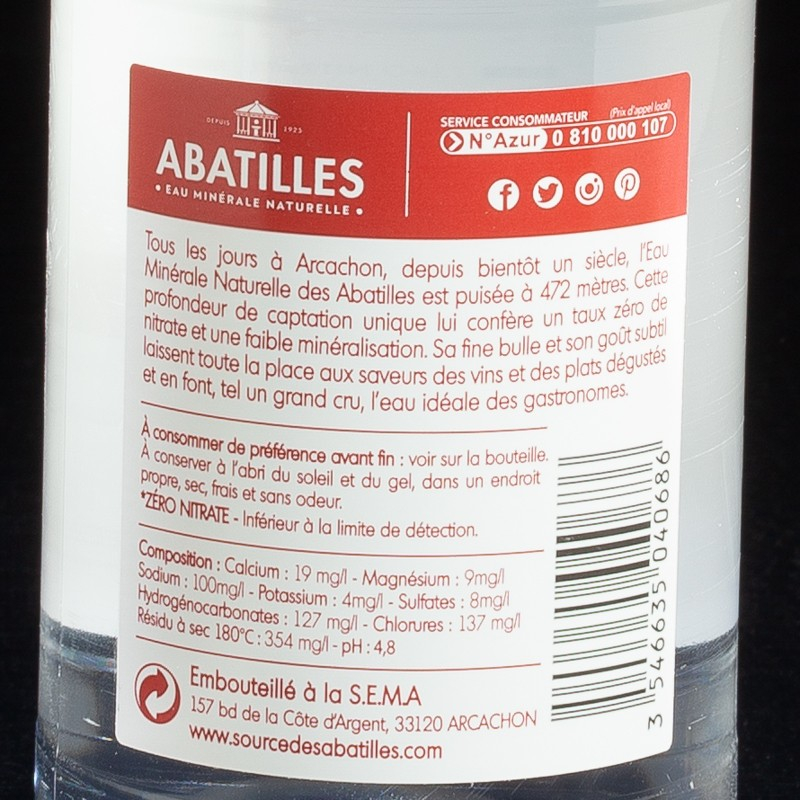 DEPUIS 1925
ABATILLES
• EAU MINÉRALE NATURELLE •
SERVICE CONSOMMATEUR (Prix d'appel local)
N°Azur 0 810 000 107
Tous les jours à Arcachon, depuis bientôt un siècle, l'Eau
Minérale Naturelle des Abatilles est puisée à 472 mètres. Cette
profondeur de captation unique lui confère un taux zéro de
nitrate et une faible minéralisation. Sa fine bulle et son goût subtil
laissent toute la place aux saveurs des vins et des plats dégustés
et en font, tel un grand cru, l'eau idéale des gastronomes.
À consommer de préférence avant fin : voir sur la bouteille.
À conserver à l'abri du soleil et du gel, dans un endroit
propre, sec, frais et sans odeur.
*ZÉRO NITRATE - Inférieur à la limite de détection.
Composition : Calcium : 19 mg/l - Magnésium : 9mg/l
Sodium : 100mg/l - Potassium : 4mg/l - Sulfates : 8mg/l
Hydrogénocarbonates : 127 mg/l - Chlorures : 137 mg/l
Résidu à sec 180°C : 354 mg/l - pH : 4,8
Embouteillé à la S.E.M.A
157 bd de la Côte d'Argent, 33120 ARCACHON
www.sourcedesabatilles.com
3 546635 040686